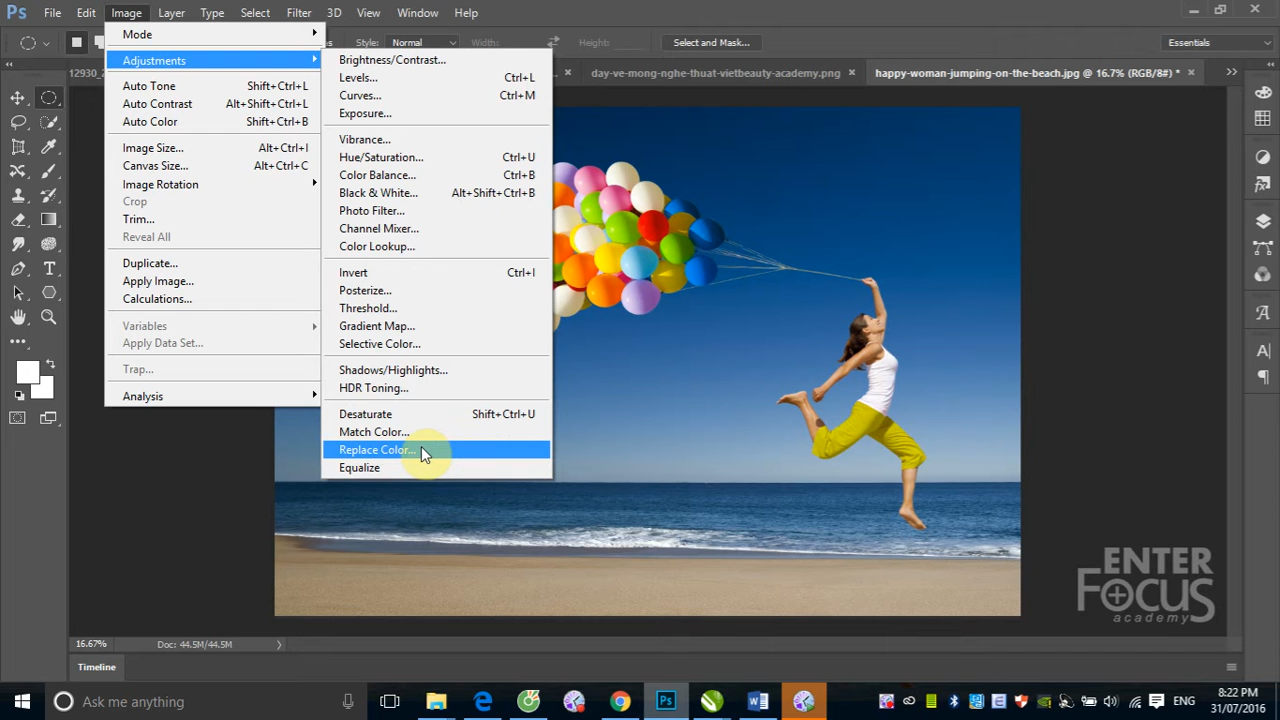 Ps File Edit Image Layer Type Select Filter 3D View Window Help
Style: Normal Width: Height: Select and Mask... Essentials
day-ve-mong-nghe-thuat-vietbeauty-academy.png × happy-woman-jumping-on-the-beach.jpg @ 16.7% (RGB/8#) * ×
Mode
Adjustments
Auto Tone Shift+Ctrl+L
Auto Contrast Alt+Shift+Ctrl+L
Auto Color Shift+Ctrl+B
Image Size... Alt+Ctrl+I
Canvas Size... Alt+Ctrl+C
Image Rotation
Crop
Trim...
Reveal All
Duplicate...
Apply Image...
Calculations...
Variables
Apply Data Set...
Trap...
Analysis
Brightness/Contrast...
Levels... Ctrl+L
Curves... Ctrl+M
Exposure...
Vibrance...
Hue/Saturation... Ctrl+U
Color Balance... Ctrl+B
Black & White... Alt+Shift+Ctrl+B
Photo Filter...
Channel Mixer...
Color Lookup...
Invert Ctrl+I
Posterize...
Threshold...
Gradient Map...
Selective Color...
Shadows/Highlights...
HDR Toning...
Desaturate Shift+Ctrl+U
Match Color...
Replace Color...
Equalize
ENTER
FOCUS
academy
16.67% Doc: 44.5M/44.5M
Timeline
Ask me anything
Ps
ENG
8:22 PM
31/07/2016